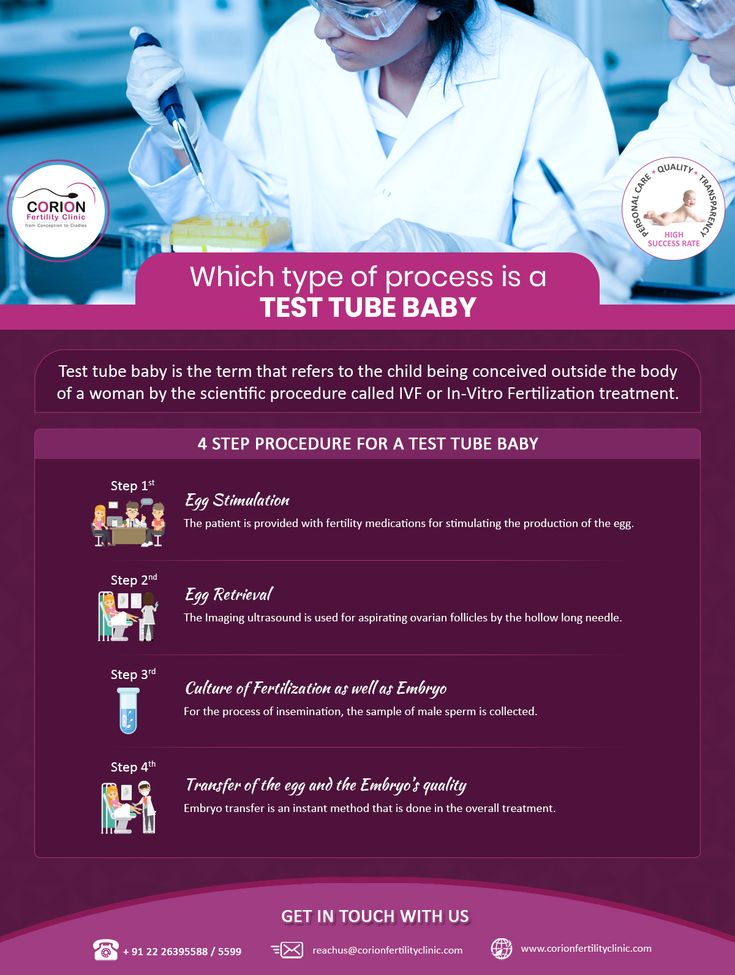 CORION
Fertility Clinic
from Conception to Cradles
PERSONAL CARE * QUALITY * TRANSPARENCY
HIGH
SUCCESS RATE
Which type of process is a
TEST TUBE BABY
Test tube baby is the term that refers to the child being conceived outside the body
of a woman by the scientific procedure called IVF or In-Vitro Fertilization treatment.
4 STEP PROCEDURE FOR A TEST TUBE BABY
Step 1st
Egg Stimulation
The patient is provided with fertility medications for stimulating the production of the egg.
Step 2nd
Egg Retrieval
The Imaging ultrasound is used for aspirating ovarian follicles by the hollow long needle.
Step 3rd
Culture of Fertilization as well as Embryo
For the process of insemination, the sample of male sperm is collected.
Step 4th
Transfer of the egg and the Embryo's quality
Embryo transfer is an instant method that is done in the overall treatment.
GET IN TOUCH WITH US
+ 91 22 26395588 / 5599
reachus@corionfertilityclinic.com
www.corionfertilityclinic.com